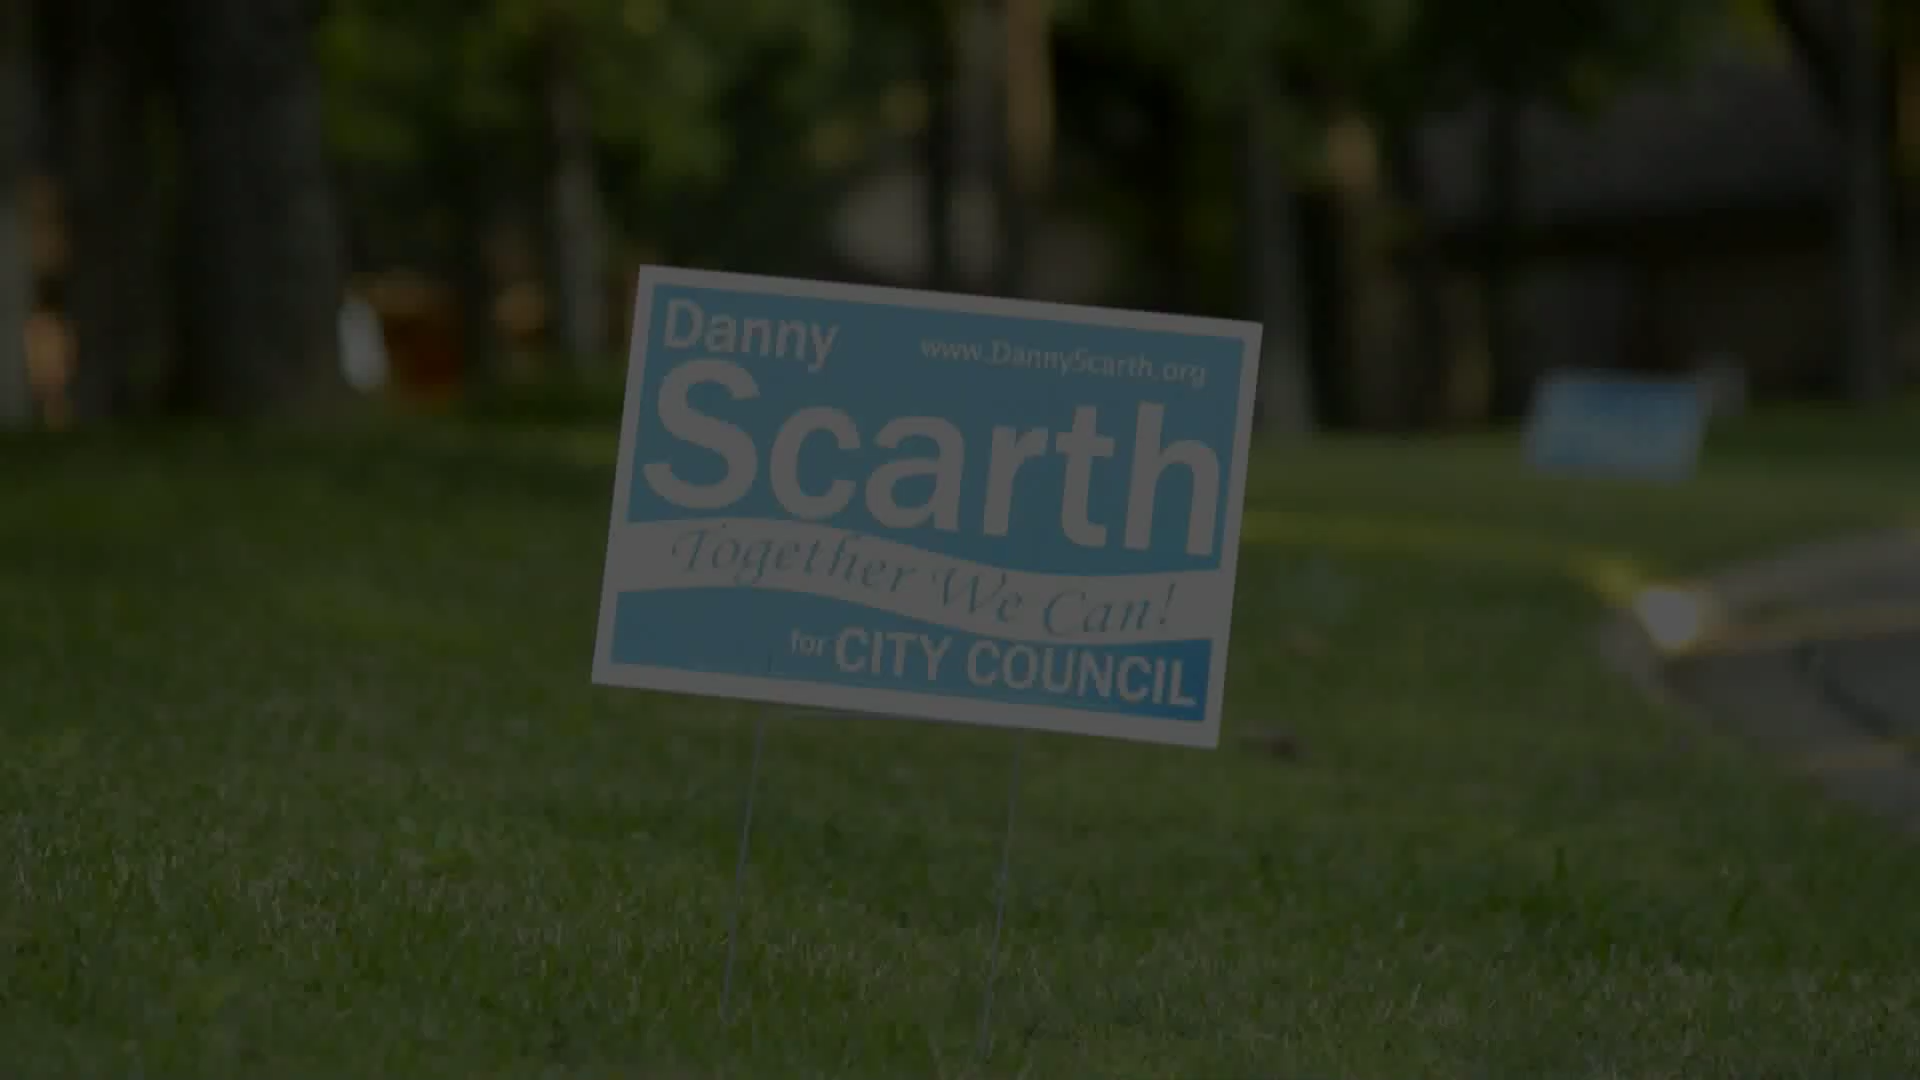 Danny
www.DannyScarth.org
Scarth
Together We Can!
for CITY COUNCIL